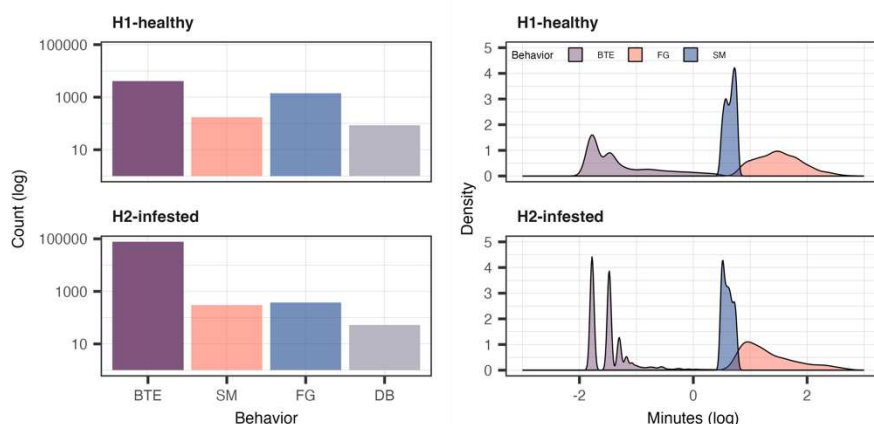 H1-healthy
100000
1000
10
H2-infested
100000
1000
10
Count (log)
BTE SM FG DB
Behavior
H1-healthy
Behavior BTE FG SM
5
4
3
2
1
0
H2-infested
5
4
3
2
1
0
Density
-2 0 2
Minutes (log)